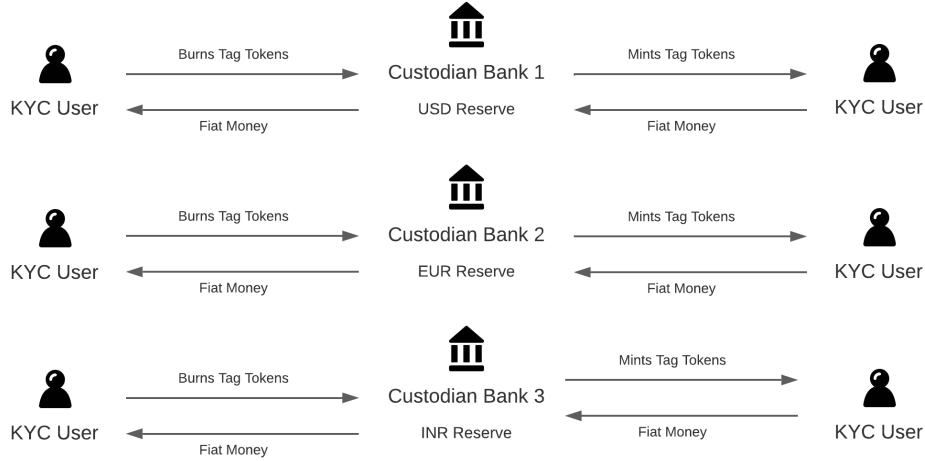 Burns Tag Tokens
Mints Tag Tokens
Custodian Bank 1
KYC User
USD Reserve
KYC User
Fiat Money
Fiat Money
Burns Tag Tokens
Mints Tag Tokens
Custodian Bank 2
KYC User
EUR Reserve
KYC User
Fiat Money
Fiat Money
Mints Tag Tokens
Burns Tag Tokens
Custodian Bank 3
KYC User
INR Reserve
KYC User
Fiat Money
Fiat Money